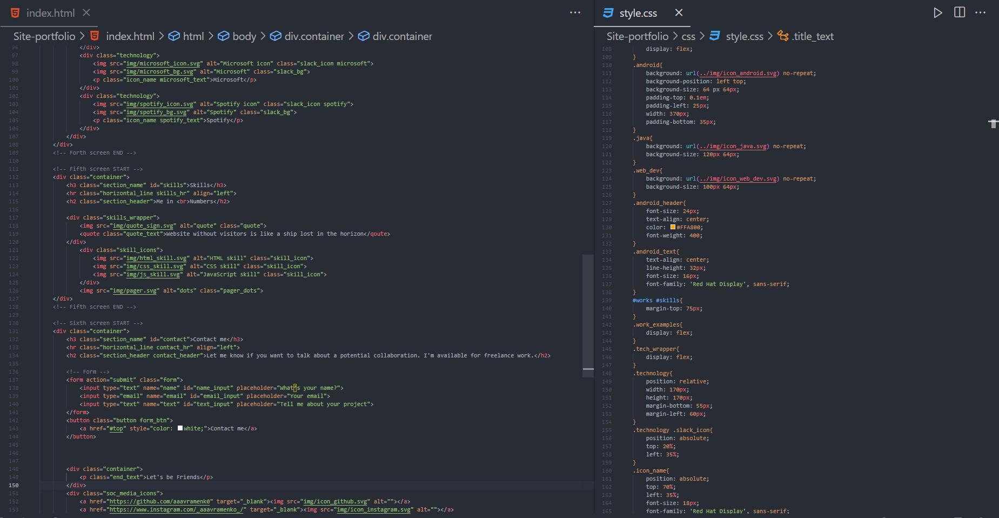 index.html
Site-portfolio > index.html > html > body > div.container > div.container
96 </div>
97 <div class="technology">
98 <img src="img/microsoft_icon.svg" alt="Microsoft icon" class="slack_icon microsoft">
99 <img src="img/microsoft_bg.svg" alt="Microsoft" class="slack_bg">
100 <p class="icon_name microsoft_text">Microsoft</p>
101 </div>
102 <div class="technology">
103 <img src="img/spotify_icon.svg" alt="Spotify icon" class="slack_icon spotify">
104 <img src="img/spotify_bg.svg" alt="Spotify" class="slack_bg">
105 <p class="icon_name spotify_text">Spotify</p>
106 </div>
107 </div>
108 </div>
109 <!-- Forth screen END -->
110
111 <!-- Fifth screen START -->
112 <div class="container">
113 <h3 class="section_name" id="skills">Skills</h3>
114 <hr class="horizontal_line skills_hr" align="left">
115 <h2 class="section_header">Me in <br>Numbers</h2>
116
117 <div class="skills_wrapper">
118 <img src="img/quote_sign.svg" alt="quote" class="quote">
119 <quote class="quote_text">Website without visitors is like a ship lost in the horizon</qoute>
120 </div>
121 <div class="skill_icons">
122 <img src="img/html_skill.svg" alt="HTML skill" class="skill_icon">
123 <img src="img/css_skill.svg" alt="CSS skill" class="skill_icon">
124 <img src="img/js_skill.svg" alt="JavaScript skill" class="skill_icon">
125 </div>
126 <img src="img/pager.svg" alt="dots" class="pager_dots">
127 </div>
128 <!-- Fifth screen END -->
129
130 <!-- Sixth screen START -->
131 <div class="container">
132 <h3 class="section_name" id="contact">Contact me</h3>
133 <hr class="horizontal_line contact_hr" align="left">
134 <h2 class="section_header contact_header">Let me know if you want to talk about a potential collaboration. I'm available for freelance work.</h2>
135
136 <!-- Form -->
137 <form action="submit" class="form">
138 <input type="text" name="name" id="name_input" placeholder="What’s your name?">
139 <input type="email" name="email" id="email_input" placeholder="Your email">
140 <input type="text" name="text" id="text_input" placeholder="Tell me about your project">
141 </form>
142 <button class="button form_btn">
143 <a href="#top" style="color: white;">Contact me</a>
144 </button>
145
146
147
148 <div class="container">
149 <p class="end_text">Let's be Friends</p>
150 </div>
151 <div class="soc_media_icons">
152 <a href="https://github.com/aaavramenko" target="_blank"><img src="img/icon_github.svg" alt=""></a>
153 <a href="https://www.instagram.com/_aaavramenko_/" target="_blank"><img src="img/icon_instagram.svg" alt=""></a>
style.css
Site-portfolio > css > style.css > .title_text
108 display: flex;
109 }
110 .android{
111 background: url(../img/icon_android.svg) no-repeat;
112 background-position: left top;
113 background-size: 64 px 64px;
114 padding-top: 0.1em;
115 padding-left: 25px;
116 width: 370px;
117 padding-bottom: 35px;
118 }
119 .java{
120 background: url(../img/icon_java.svg) no-repeat;
121 background-size: 120px 64px;
122 }
123 .web_dev{
124 background: url(../img/icon_web_dev.svg) no-repeat;
125 background-size: 100px 64px;
126 }
127 .android_header{
128 font-size: 24px;
129 text-align: center;
130 color: #FFA800;
131 font-weight: 400;
132 }
133 .android_text{
134 text-align: center;
135 line-height: 32px;
136 font-size: 16px;
137 font-family: 'Red Hat Display', sans-serif;
138 }
139 #works #skills{
140 margin-top: 75px;
141 }
142 .work_examples{
143 display: flex;
144 }
145 .tech_wrapper{
146 display: flex;
147 }
148 .technology{
149 position: relative;
150 width: 170px;
151 height: 170px;
152 margin-bottom: 55px;
153 margin-left: 60px;
154 }
155 .technology .slack_icon{
156 position: absolute;
157 top: 20%;
158 left: 35%;
159 }
160 .icon_name{
161 position: absolute;
162 top: 70%;
163 left: 35%;
164 font-size: 18px;
165 font-family: 'Red Hat Display', sans-serif;